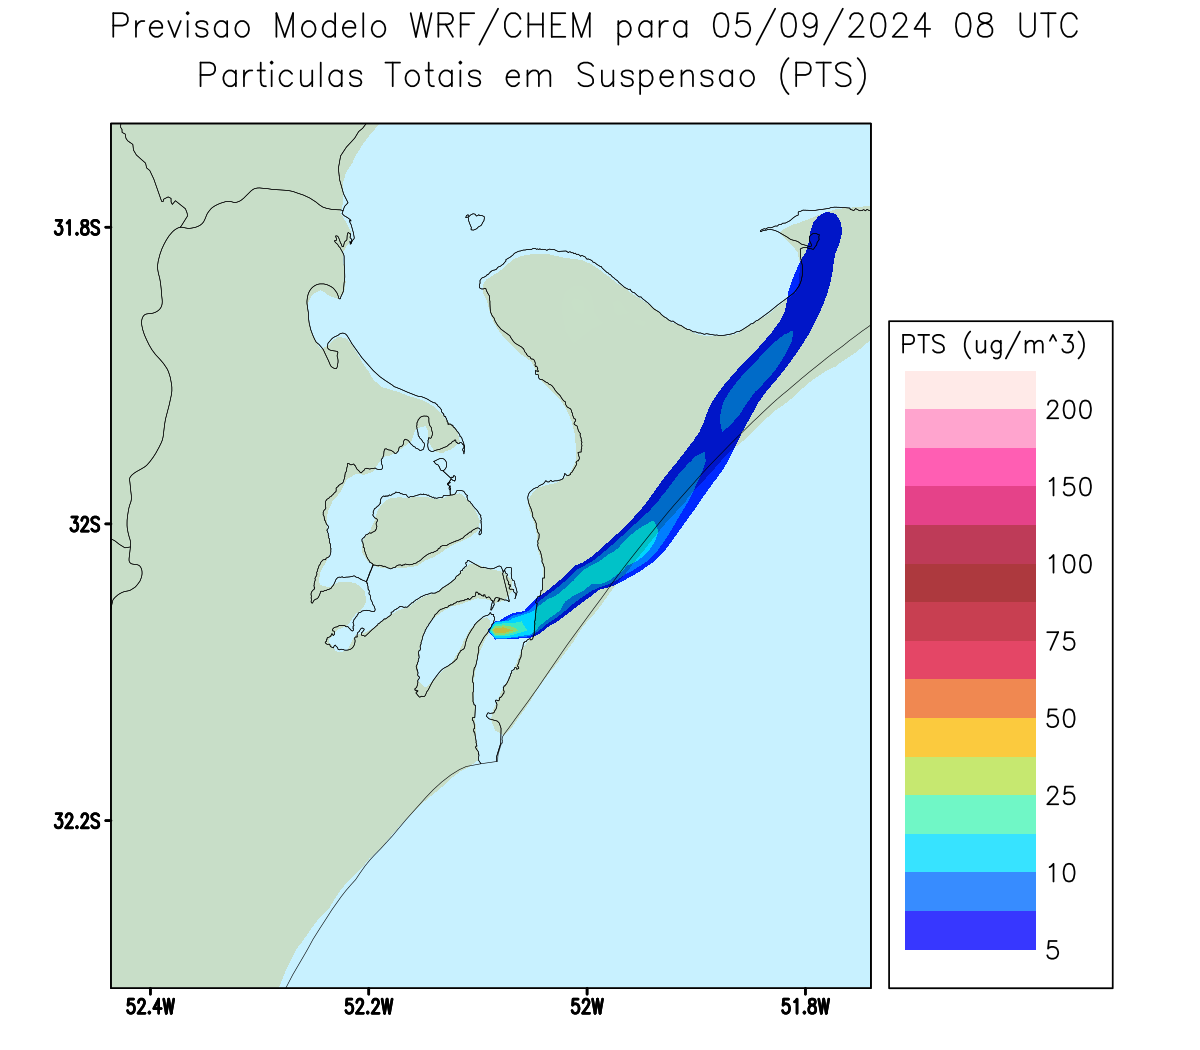 Previsao Modelo WRF/CHEM para 05/09/2024 08 UTC
Particulas Totais em Suspensao (PTS)
31.8S
32S
32.2S
52.4W
52.2W
52W
51.8W
PTS (ug/m^3)
200
150
100
75
50
25
10
5